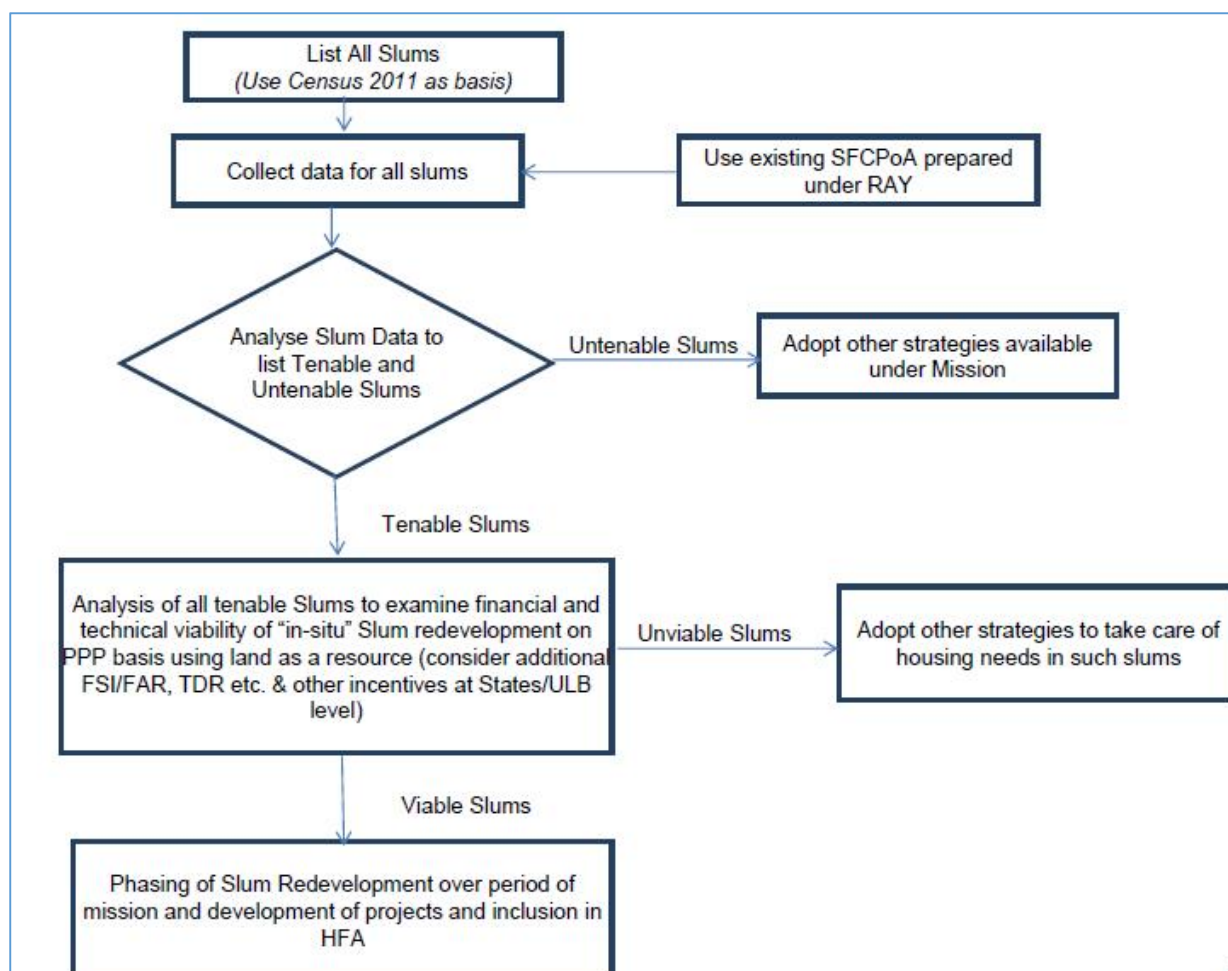 List All Slums
(Use Census 2011 as basis)
Collect data for all slums
Use existing SFCPoA prepared
under RAY
Analyse Slum Data to
list Tenable and
Untenable Slums
Untenable Slums
Adopt other strategies available
under Mission
Tenable Slums
Analysis of all tenable Slums to examine financial and
technical viability of “in-situ” Slum redevelopment on
PPP basis using land as a resource (consider additional
FSI/FAR, TDR etc. & other incentives at States/ULB
level)
Unviable Slums
Adopt other strategies to take care of
housing needs in such slums
Viable Slums
Phasing of Slum Redevelopment over period of
mission and development of projects and inclusion in
HFA